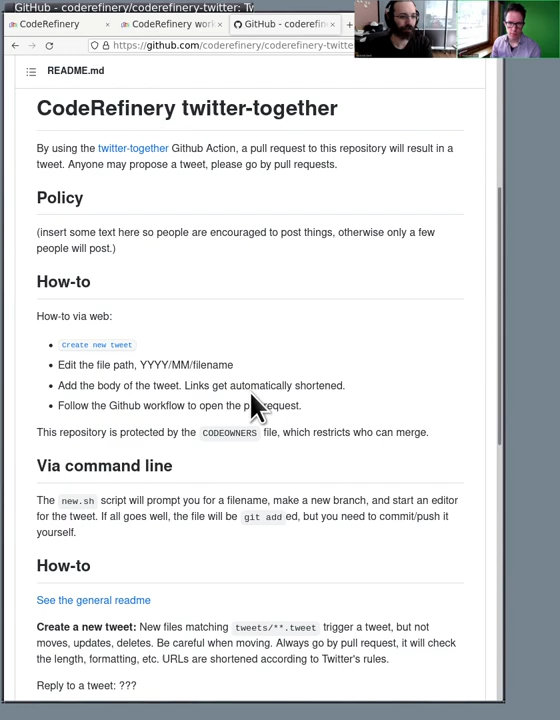 GitHub - coderefinery/coderefinery-twitter: Tw
CodeRefinery
CodeRefinery wor
GitHub - coderefiner
https://github.com/coderefinery/coderefinery-twitte
README.md
CodeRefinery twitter-together
By using the twitter-together Github Action, a pull request to this repository will result in a
tweet. Anyone may propose a tweet, please go by pull requests.
Policy
(insert some text here so people are encouraged to post things, otherwise only a few
people will post.)
How-to
How-to via web:
• Create new tweet
• Edit the file path, YYYY/MM/filename
• Add the body of the tweet. Links get automatically shortened.
• Follow the Github workflow to open the p request.
This repository is protected by the CODEOWNERS file, which restricts who can merge.
Via command line
The new.sh script will prompt you for a filename, make a new branch, and start an editor
for the tweet. If all goes well, the file will be git added, but you need to commit/push it
yourself.
How-to
See the general readme
Create a new tweet: New files matching tweets/**.tweet trigger a tweet, but not
moves, updates, deletes. Be careful when moving. Always go by pull request, it will check
the length, formatting, etc. URLs are shortened according to Twitter's rules.
Reply to a tweet: ???